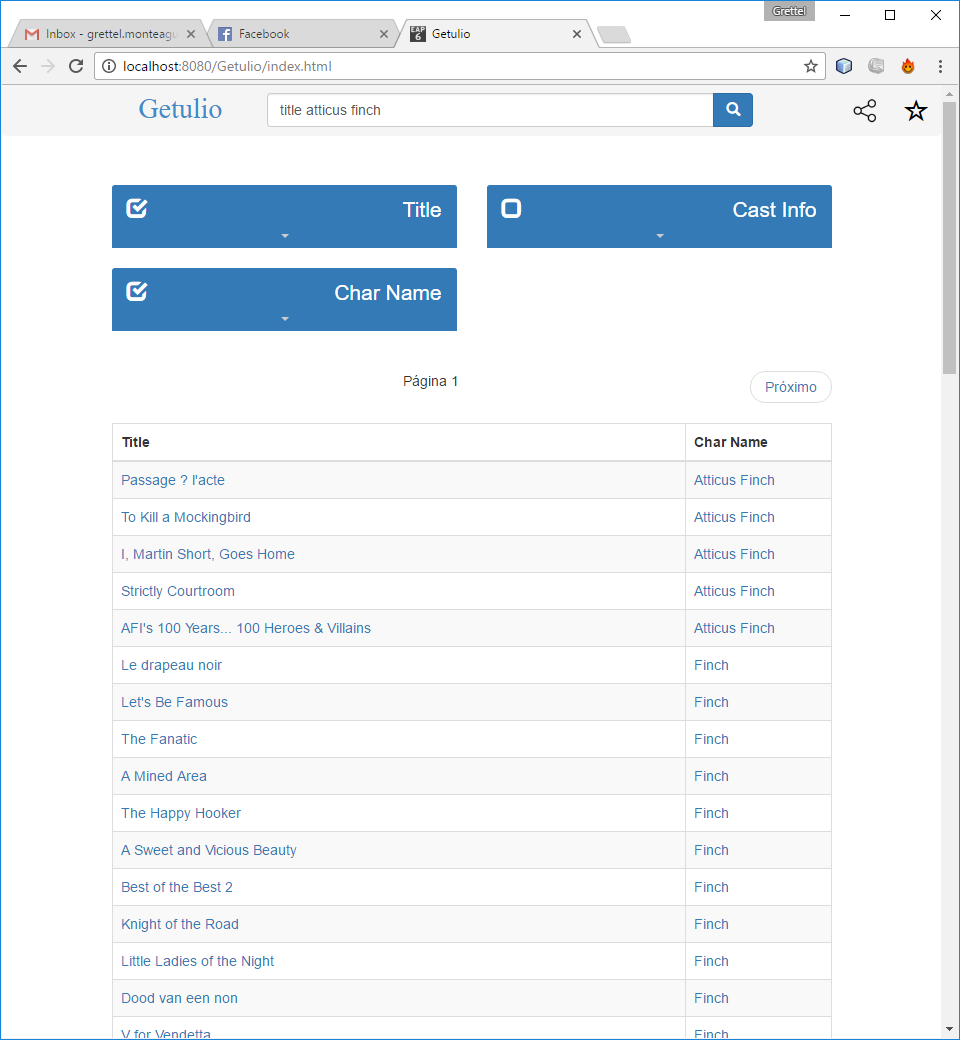 Grettel
Inbox - grettel.monteagu
Facebook
EAP 6 Getulio
localhost:8080/Getulio/index.html
Getulio title atticus finch
Title Cast Info
Char Name
Página 1 Próximo
Title Char Name
Passage ? l'acte Atticus Finch
To Kill a Mockingbird Atticus Finch
I, Martin Short, Goes Home Atticus Finch
Strictly Courtroom Atticus Finch
AFI's 100 Years... 100 Heroes & Villains Atticus Finch
Le drapeau noir Finch
Let's Be Famous Finch
The Fanatic Finch
A Mined Area Finch
The Happy Hooker Finch
A Sweet and Vicious Beauty Finch
Best of the Best 2 Finch
Knight of the Road Finch
Little Ladies of the Night Finch
Dood van een non Finch
V for Vendetta Finch